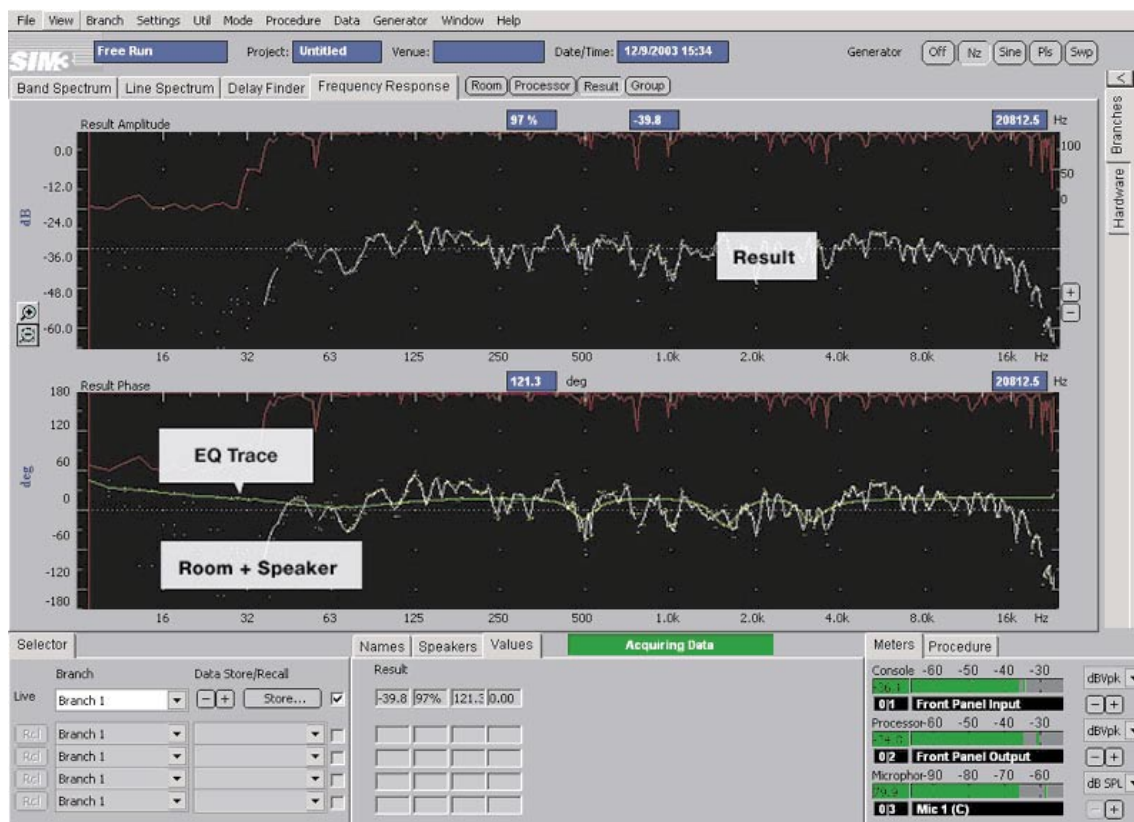 File View Branch Settings Util Mode Procedure Data Generator Window Help
SIM3 Free Run Project: Untitled Venue: Date/Time: 12/9/2003 15:34 Generator Off Nz Sine Pls Swp
Band Spectrum Line Spectrum Delay Finder Frequency Response Room Processor Result Group <
Branches
Hardware
Result Amplitude 97 % -39.8 20812.5 Hz
dB
0.0 100
50
-12.0 0
-24.0
-36.0
-48.0
-60.0
Result
+
−
16 32 63 125 250 500 1.0k 2.0k 4.0k 8.0k 16k Hz
Result Phase 121.3 deg 20812.5 Hz
deg
180
120
60
0
-60
-120
-180
EQ Trace
Room + Speaker
16 32 63 125 250 500 1.0k 2.0k 4.0k 8.0k 16k Hz
Selector Names Speakers Values Acquiring Data Meters Procedure
Branch Data Store/Recall Result
Live Branch 1 − + Store... -39.8 97% 121.3 0.00
Rcl Branch 1
Rcl Branch 1
Rcl Branch 1
Rcl Branch 1
Console -60 -50 -40 -30 dBVpk
0|1 Front Panel Input − +
Processor -60 -50 -40 -30 dBVpk
0|2 Front Panel Output − +
Microphor -90 -80 -70 -60 dB SPL
79.9
0|3 Mic 1 (C) − +